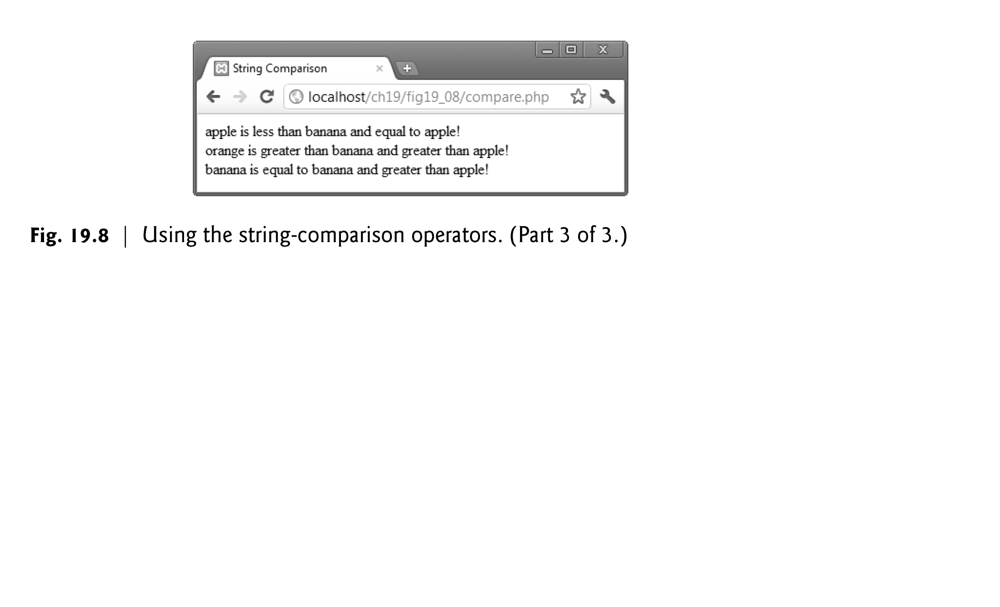 String Comparison
localhost/ch19/fig19_08/compare.php
apple is less than banana and equal to apple!
orange is greater than banana and greater than apple!
banana is equal to banana and greater than apple!
Fig. 19.8 | Using the string-comparison operators. (Part 3 of 3.)